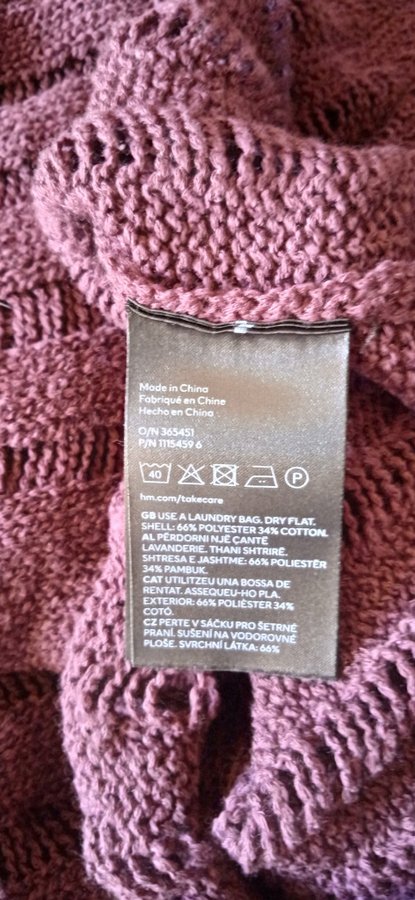 Made in China
Fabriqué en Chine
Hecho en China
O/N 365451
P/N 1115459 6
40
P
hm.com/takecare
GB USE A LAUNDRY BAG. DRY FLAT.
SHELL: 66% POLYESTER 34% COTTON.
AL PËRDORNI NJË ÇANTË
LAVANDERIE. THANI SHTRIRË.
SHTRESA E JASHTME: 66% POLIESTËR
34% PAMBUK.
CAT UTILITZEU UNA BOSSA DE
RENTAT. ASSEQUEU-HO PLA.
EXTERIOR: 66% POLIÈSTER 34%
COTÓ.
CZ PERTE V SÁČKU PRO ŠETRNÉ
PRANÍ. SUŠENÍ NA VODOROVNÉ
PLOŠE. SVRCHNÍ LÁTKA: 66%